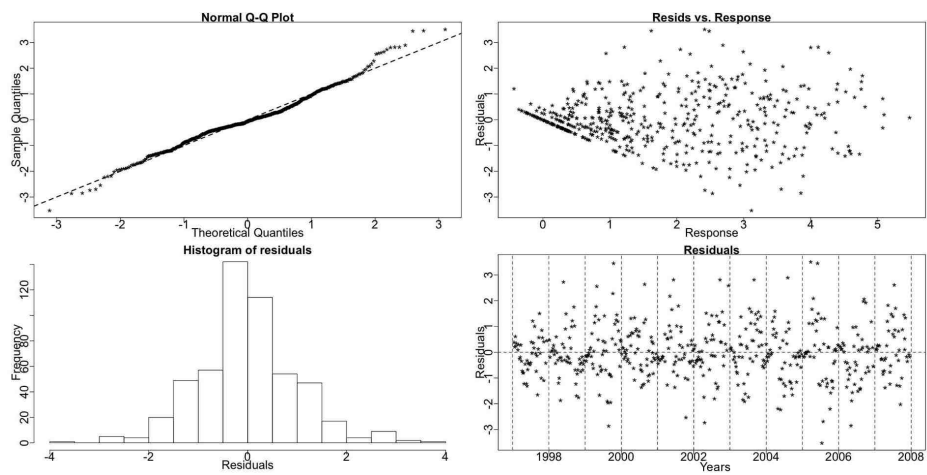 Normal Q-Q Plot
Sample Quantiles
3
2
1
0
-1
-2
-3
-3 -2 -1 0 1 2 3
Theoretical Quantiles
Resids vs. Response
Residuals
3
2
1
0
-1
-2
-3
0 1 2 3 4 5
Response
Histogram of residuals
Frequency
120
80
60
40
20
0
-4 -2 0 2 4
Residuals
Residuals
Residuals
3
2
1
0
-1
-2
-3
1998 2000 2002 2004 2006 2008
Years